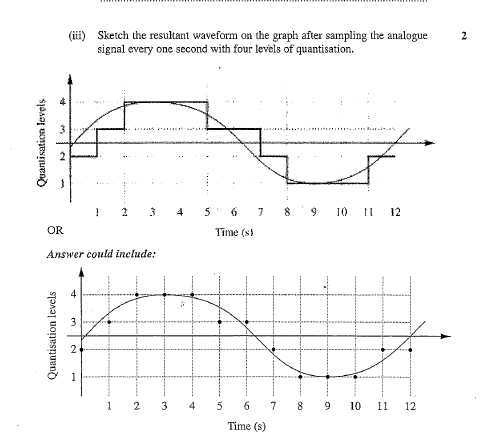 (iii) Sketch the resultant waveform on the graph after sampling the analogue 2
signal every one second with four levels of quantisation.
Quantisation levels
4
3
2
1
1 2 3 4 5 6 7 8 9 10 11 12
OR
Time (s)
Answer could include:
Quantisation levels
4
3
2
1
1 2 3 4 5 6 7 8 9 10 11 12
Time (s)